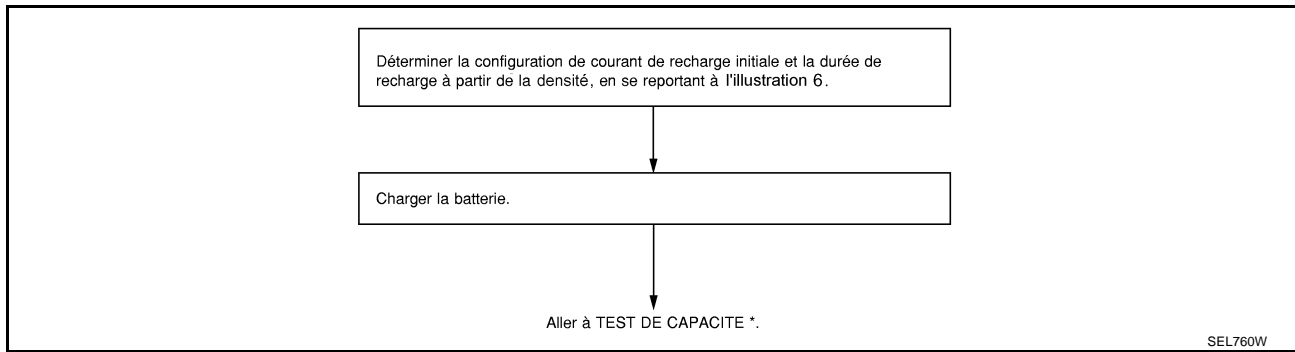 Déterminer la configuration de courant de recharge initiale et la durée de
recharge à partir de la densité, en se reportant à l'illustration 6.
Charger la batterie.
Aller à TEST DE CAPACITE *.
SEL760W